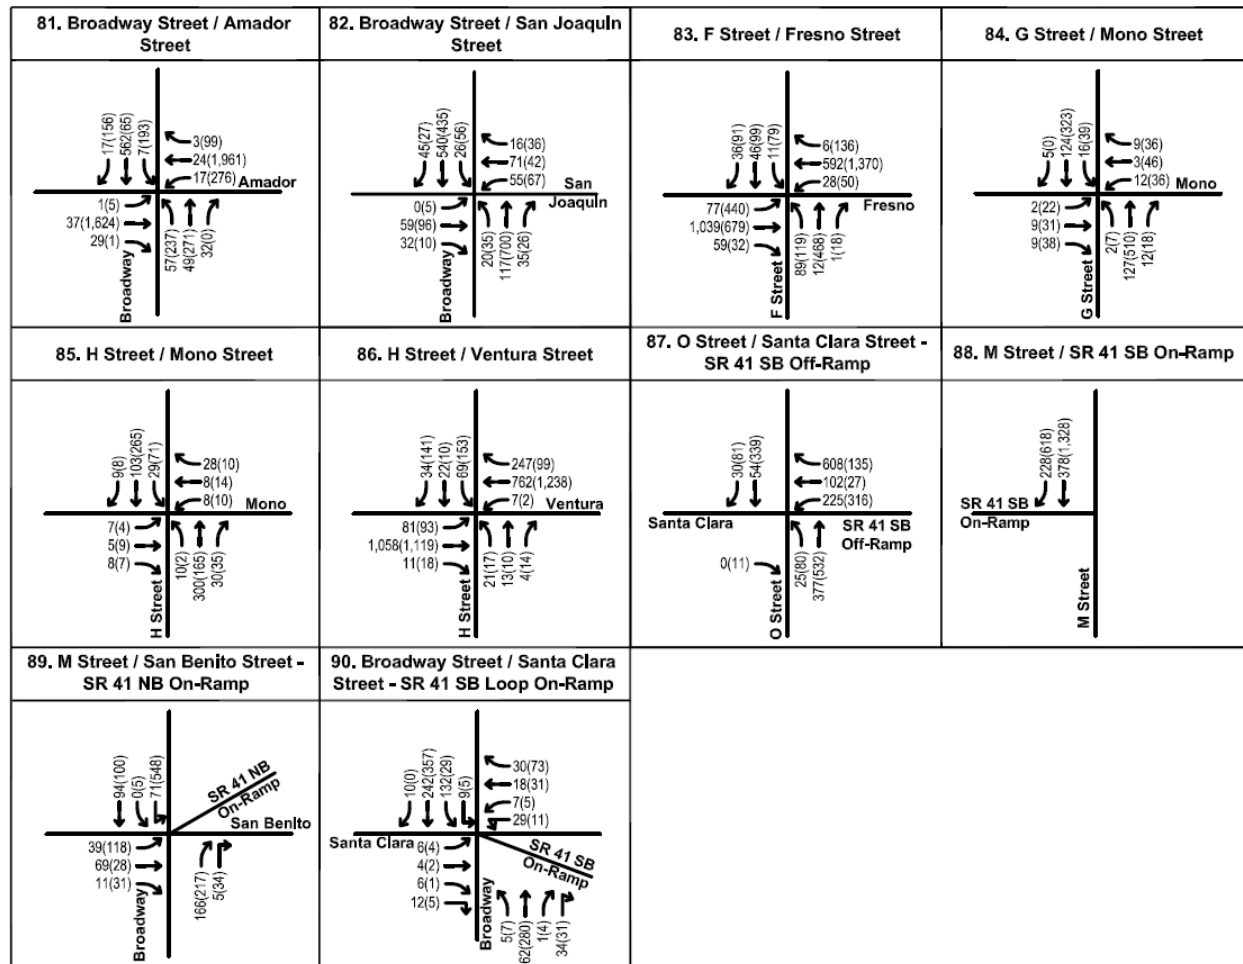 81. Broadway Street / Amador
Street
17(156)
562(65)
7(193)
3(99)
24(1,961)
17(276)
Amador
1(5)
37(1,624)
29(1)
57(237)
49(271)
32(0)
Broadway
82. Broadway Street / San Joaquin
Street
45(27)
540(435)
26(56)
16(36)
71(42)
55(67)
San
Joaquin
0(5)
59(96)
32(10)
20(35)
117(700)
35(26)
Broadway
83. F Street / Fresno Street
36(91)
46(99)
11(79)
6(136)
592(1,370)
28(50)
Fresno
77(440)
1,039(679)
59(32)
89(119)
12(468)
1(18)
F Street
84. G Street / Mono Street
5(0)
124(323)
16(39)
9(36)
3(46)
12(36)
Mono
2(22)
9(31)
9(38)
2(7)
127(510)
12(18)
G Street
85. H Street / Mono Street
9(8)
103(265)
29(71)
28(10)
8(14)
8(10)
Mono
7(4)
5(9)
8(7)
10(2)
300(165)
30(35)
H Street
86. H Street / Ventura Street
34(141)
22(10)
69(153)
247(99)
762(1,238)
7(2)
Ventura
81(93)
1,058(1,119)
11(18)
21(17)
13(10)
4(14)
H Street
87. O Street / Santa Clara Street -
SR 41 SB Off-Ramp
30(81)
54(339)
608(135)
102(27)
225(316)
Santa Clara
SR 41 SB
Off-Ramp
0(11)
25(80)
377(532)
O Street
88. M Street / SR 41 SB On-Ramp
228(618)
378(1,328)
SR 41 SB
On-Ramp
M Street
89. M Street / San Benito Street -
SR 41 NB On-Ramp
94(100)
0(5)
71(548)
SR 41 NB
On-Ramp
San Benito
39(118)
69(28)
11(31)
166(217)
5(34)
Broadway
90. Broadway Street / Santa Clara
Street - SR 41 SB Loop On-Ramp
10(0)
242(357)
132(29)
9(5)
30(73)
18(31)
7(5)
29(11)
Santa Clara
SR 41 SB
On-Ramp
6(4)
4(2)
6(1)
12(5)
5(7)
62(280)
1(4)
34(31)
Broadway